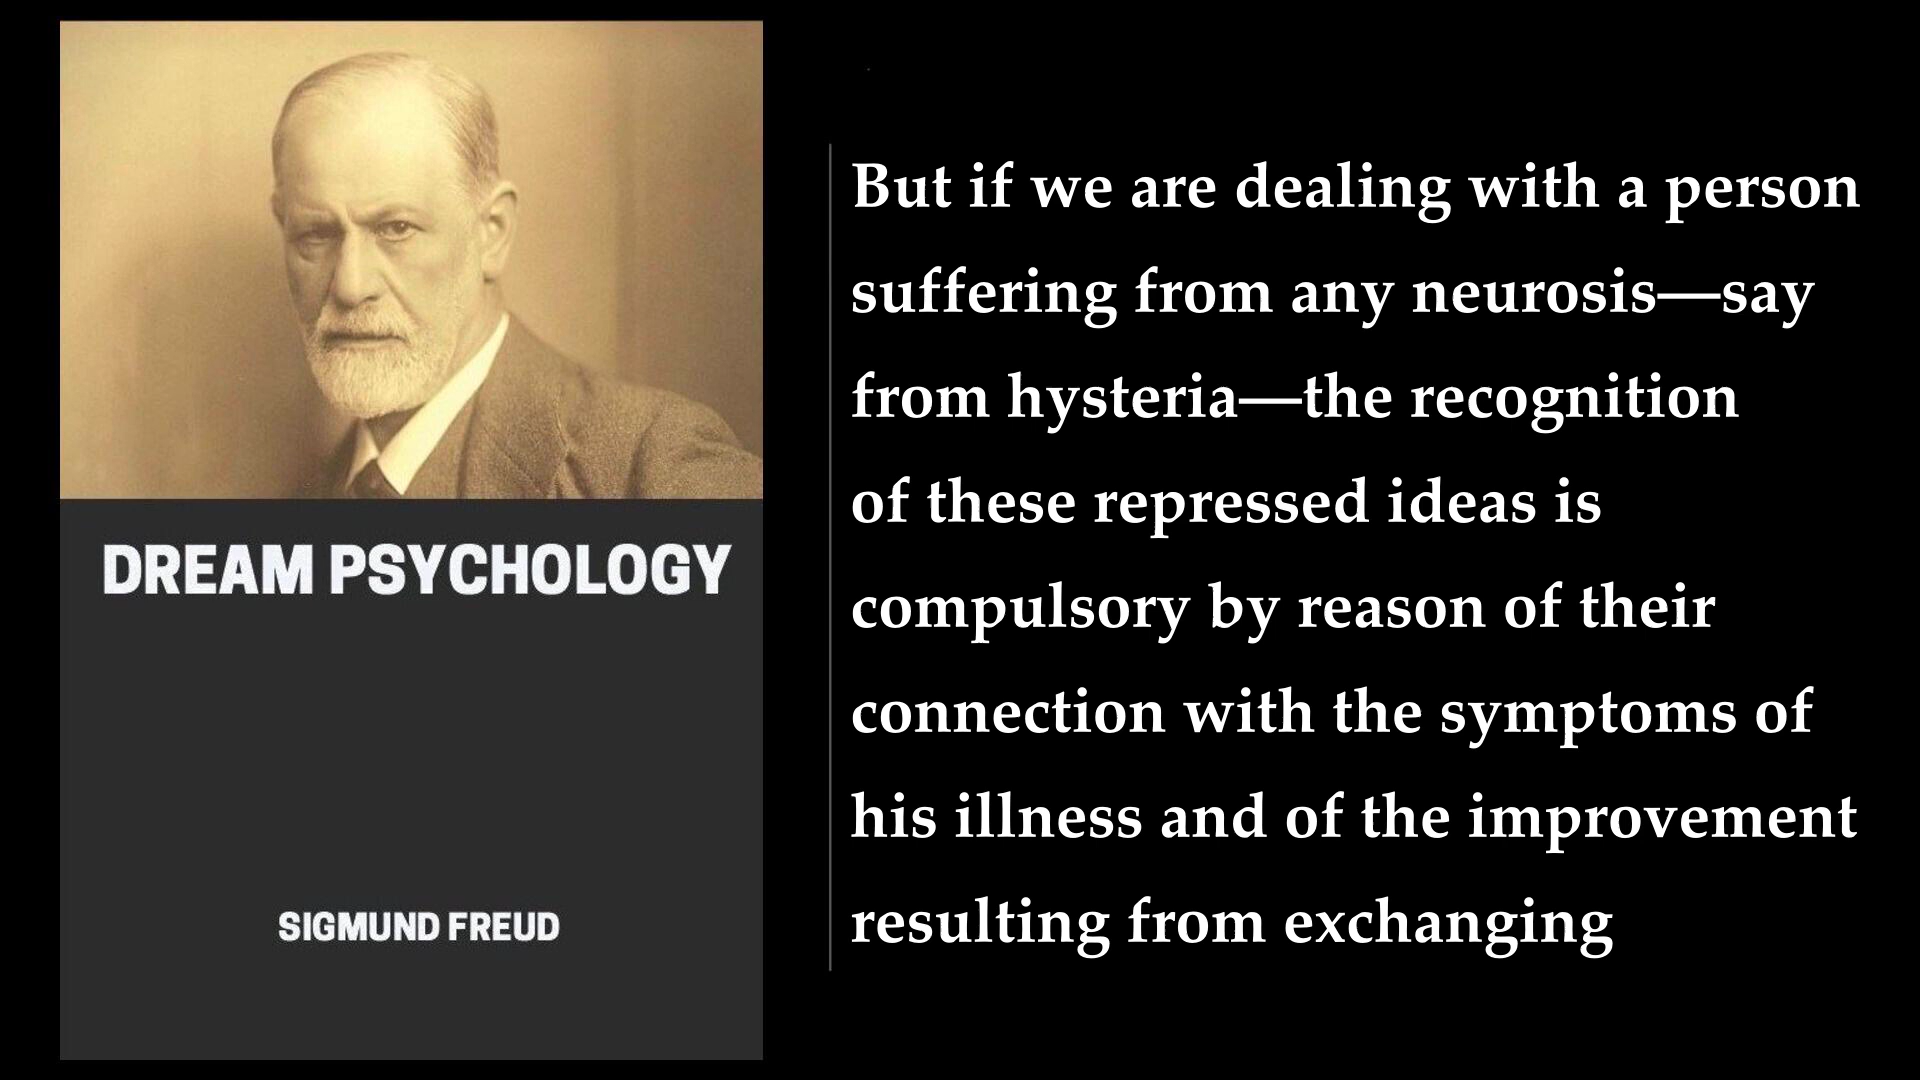 DREAM PSYCHOLOGY
SIGMUND FREUD
But if we are dealing with a person
suffering from any neurosis—say
from hysteria—the recognition
of these repressed ideas is
compulsory by reason of their
connection with the symptoms of
his illness and of the improvement
resulting from exchanging